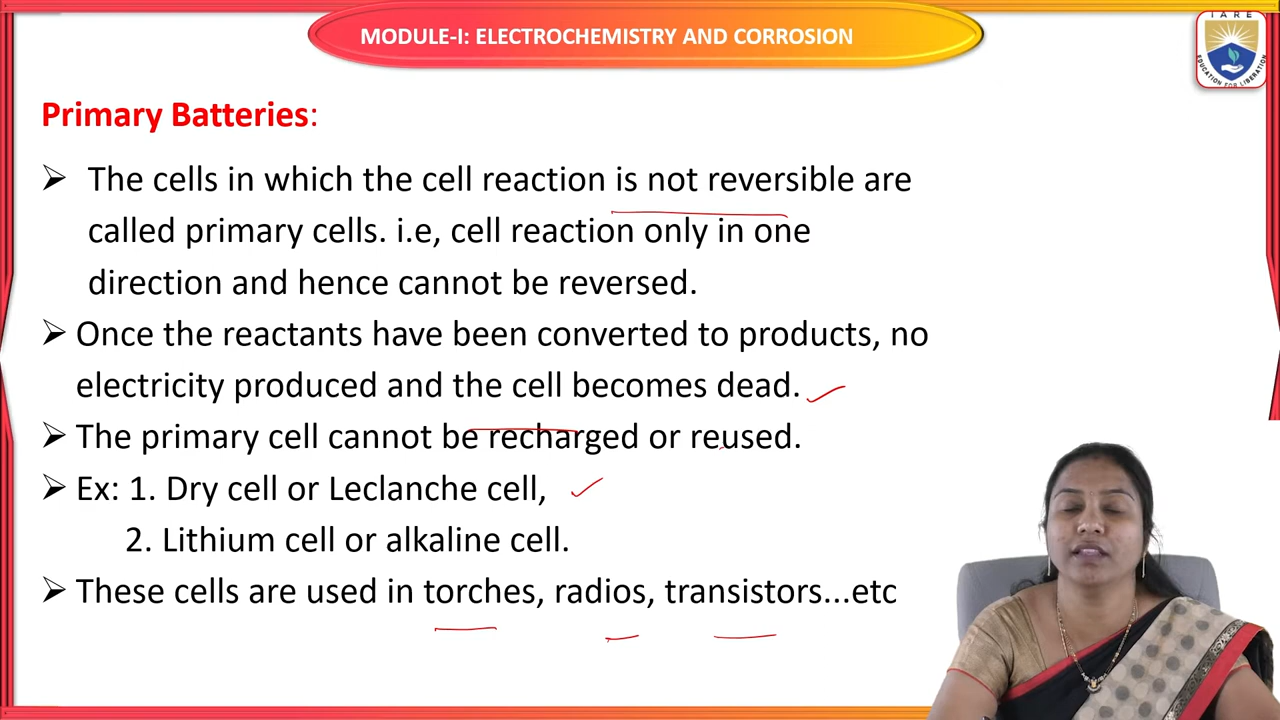 MODULE-I: ELECTROCHEMISTRY AND CORROSION
IARE
EDUCATION FOR LIBERATION
Primary Batteries:
➢ The cells in which the cell reaction is not reversible are
called primary cells. i.e, cell reaction only in one
direction and hence cannot be reversed.
➢ Once the reactants have been converted to products, no
electricity produced and the cell becomes dead.
➢ The primary cell cannot be recharged or reused.
➢ Ex: 1. Dry cell or Leclanche cell,
2. Lithium cell or alkaline cell.
➢ These cells are used in torches, radios, transistors...etc